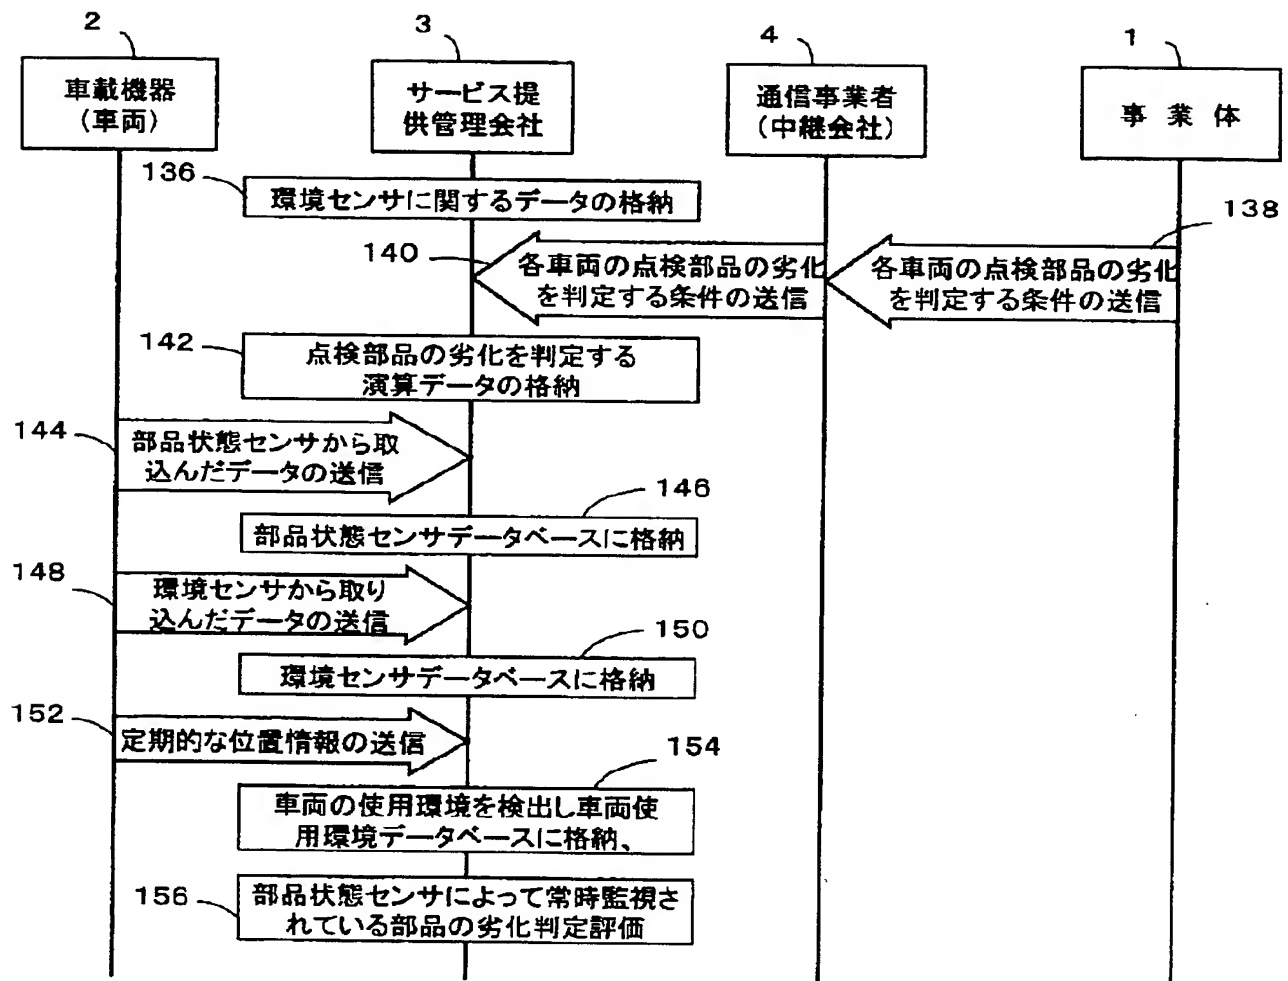 2
3
4
1
車載機器
(車両)
サービス提
供管理会社
通信事業者
(中継会社)
事業体
136
環境センサに関するデータの格納
138
140
各車両の点検部品の劣化
を判定する条件の送信
各車両の点検部品の劣化
を判定する条件の送信
142
点検部品の劣化を判定する
演算データの格納
144
部品状態センサから取
込んだデータの送信
146
部品状態センサデータベースに格納
148
環境センサから取り
込んだデータの送信
150
環境センサデータベースに格納
152
定期的な位置情報の送信
154
車両の使用環境を検出し車両使
用環境データベースに格納、
156
部品状態センサによって常時監視さ
れている部品の劣化判定評価